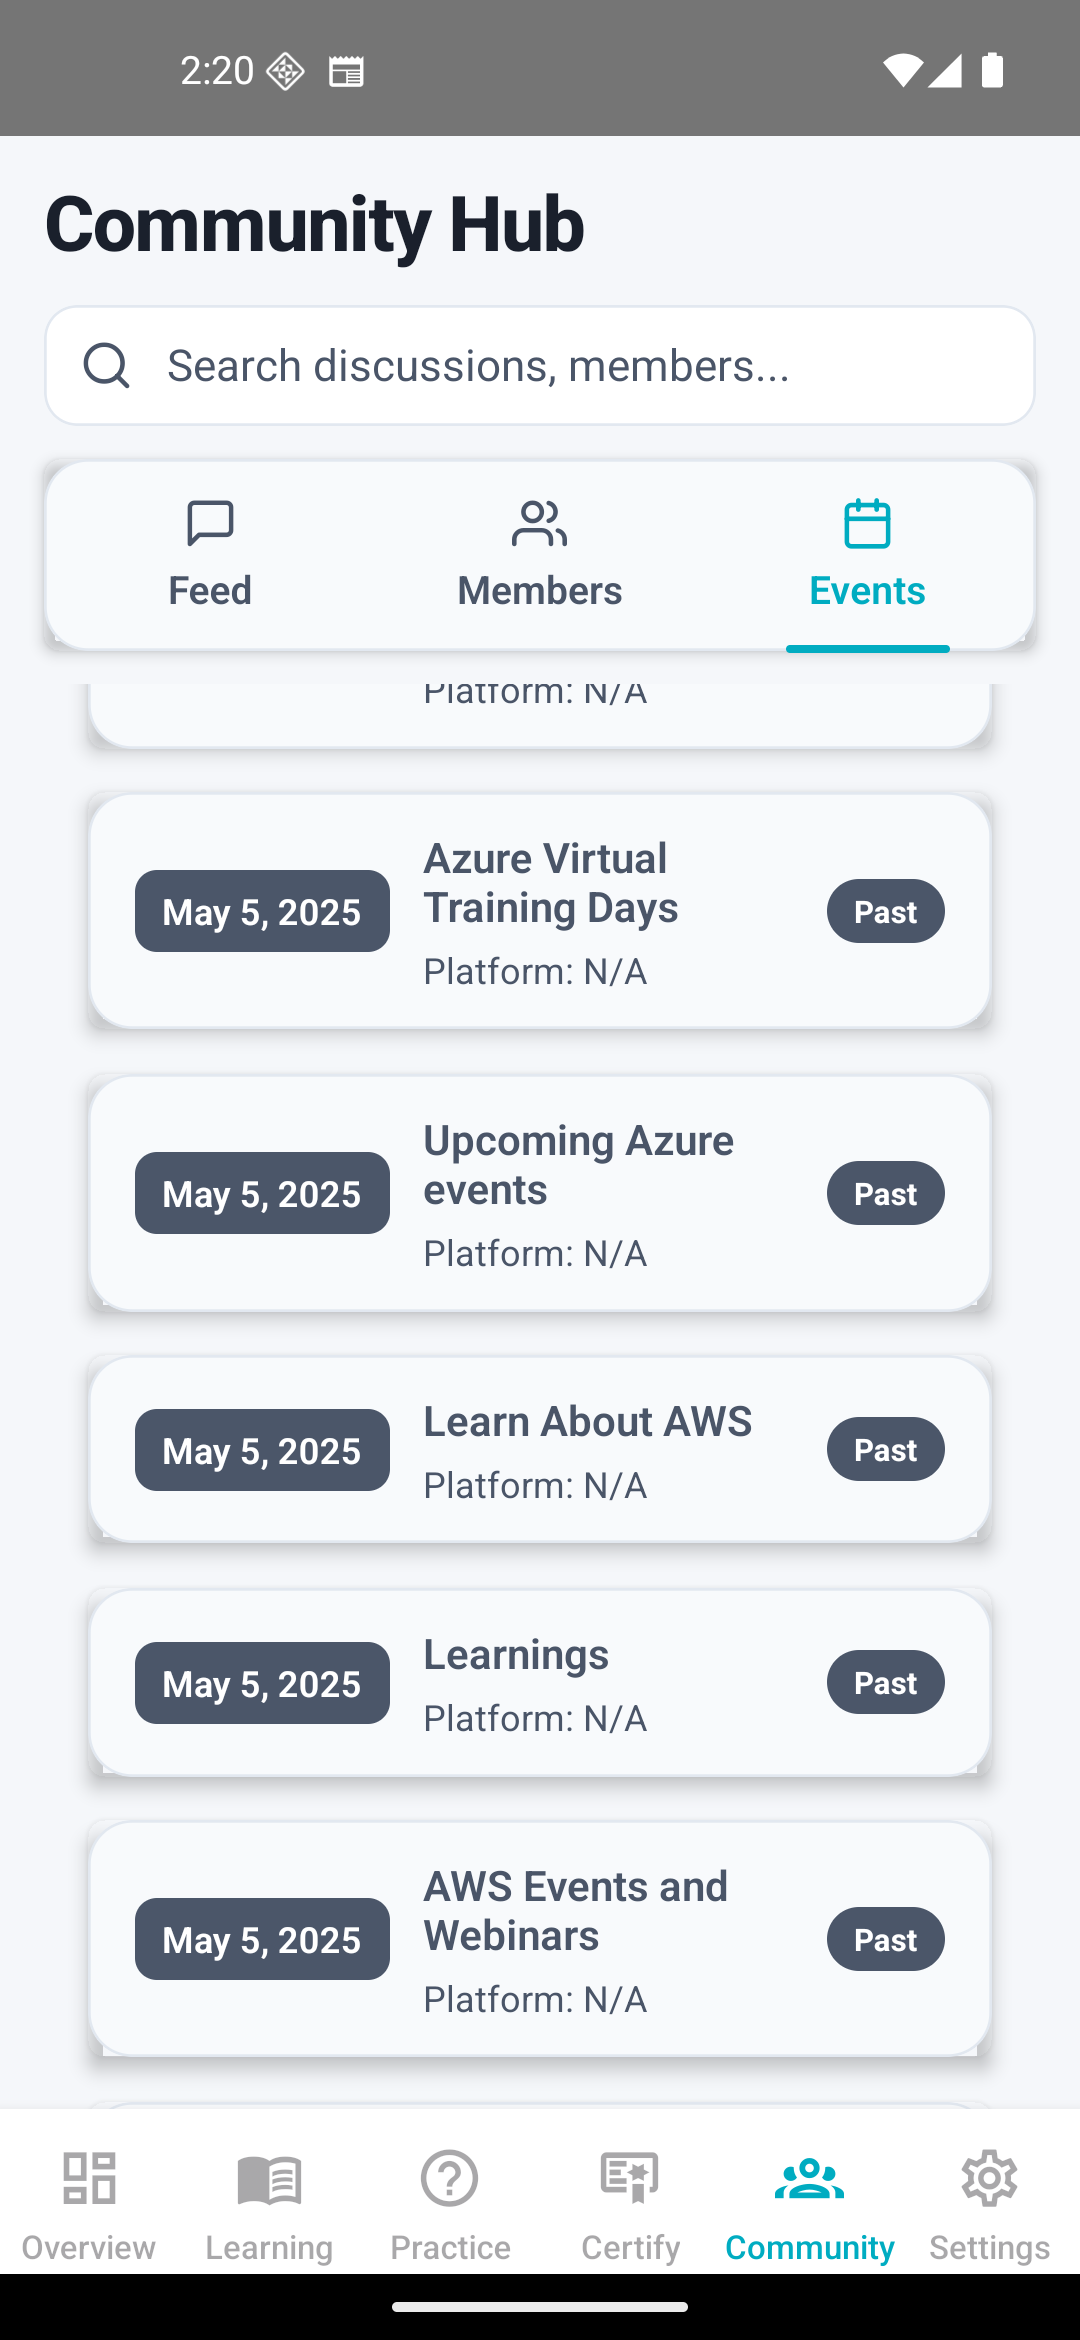 2:20
Community Hub
Search discussions, members...
Feed
Members
Events
Platform: N/A
May 5, 2025
Azure Virtual
Training Days
Platform: N/A
Past
May 5, 2025
Upcoming Azure
events
Platform: N/A
Past
May 5, 2025
Learn About AWS
Platform: N/A
Past
May 5, 2025
Learnings
Platform: N/A
Past
May 5, 2025
AWS Events and
Webinars
Platform: N/A
Past
Overview
Learning
Practice
Certify
Community
Settings